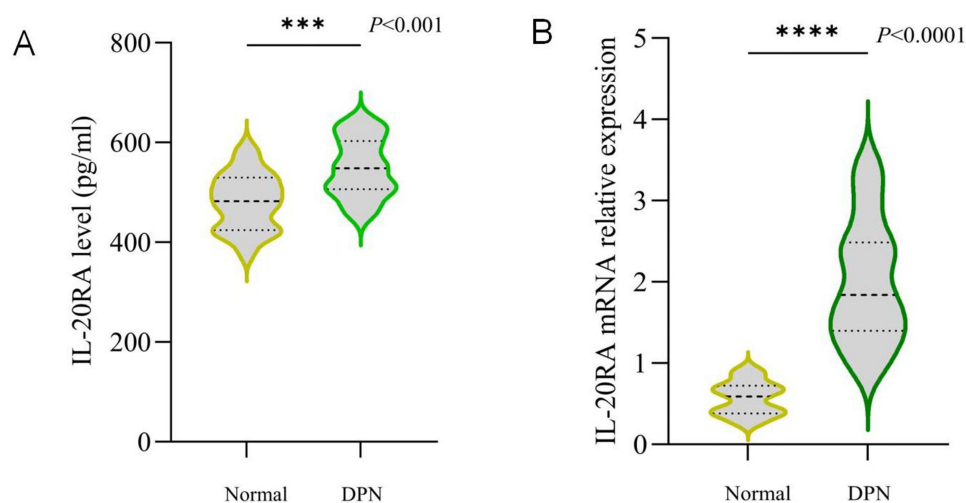 A
*** P<0.001
IL-20RA level (pg/ml)
800
600
400
200
0
Normal DPN
B
**** P<0.0001
IL-20RA mRNA relative expression
5
4
3
2
1
0
Normal DPN